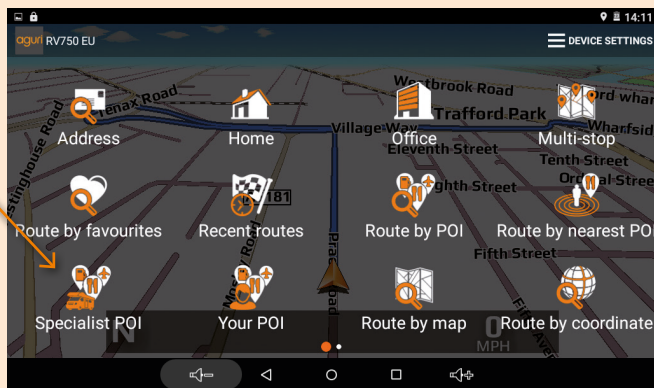 14:11
aguri RV750 EU
DEVICE SETTINGS
Westbrook Road
Trafford Park
Village Way
Eleventh Street
Tenth Street
Fifth Street
181
Address
Home
Office
Multi-stop
Route by favourites
Recent routes
Route by POI
Route by nearest POI
Specialist POI
Your POI
Route by map
Route by coordinate
N
0
MPH